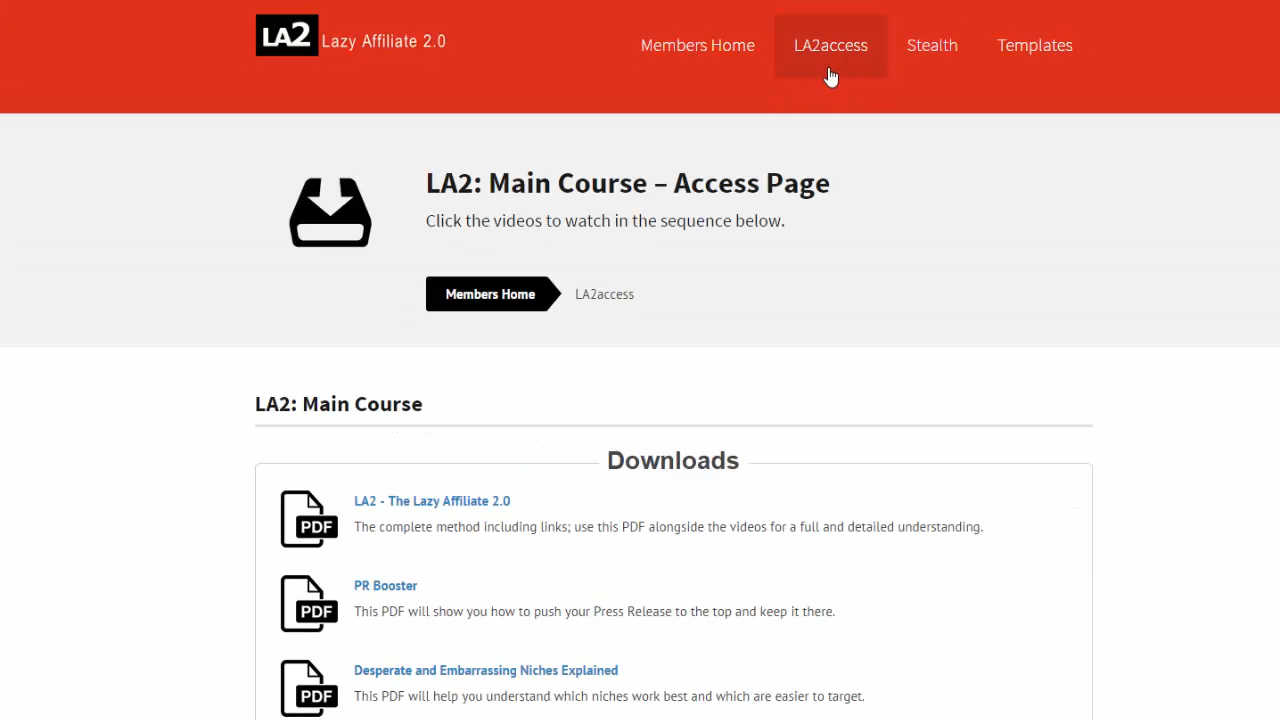 LA2 Lazy Affiliate 2.0
Members Home LA2access Stealth Templates
LA2: Main Course – Access Page
Click the videos to watch in the sequence below.
Members Home LA2access
LA2: Main Course
Downloads
LA2 - The Lazy Affiliate 2.0
PDF The complete method including links; use this PDF alongside the videos for a full and detailed understanding.
PR Booster
PDF This PDF will show you how to push your Press Release to the top and keep it there.
Desperate and Embarrassing Niches Explained
PDF This PDF will help you understand which niches work best and which are easier to target.